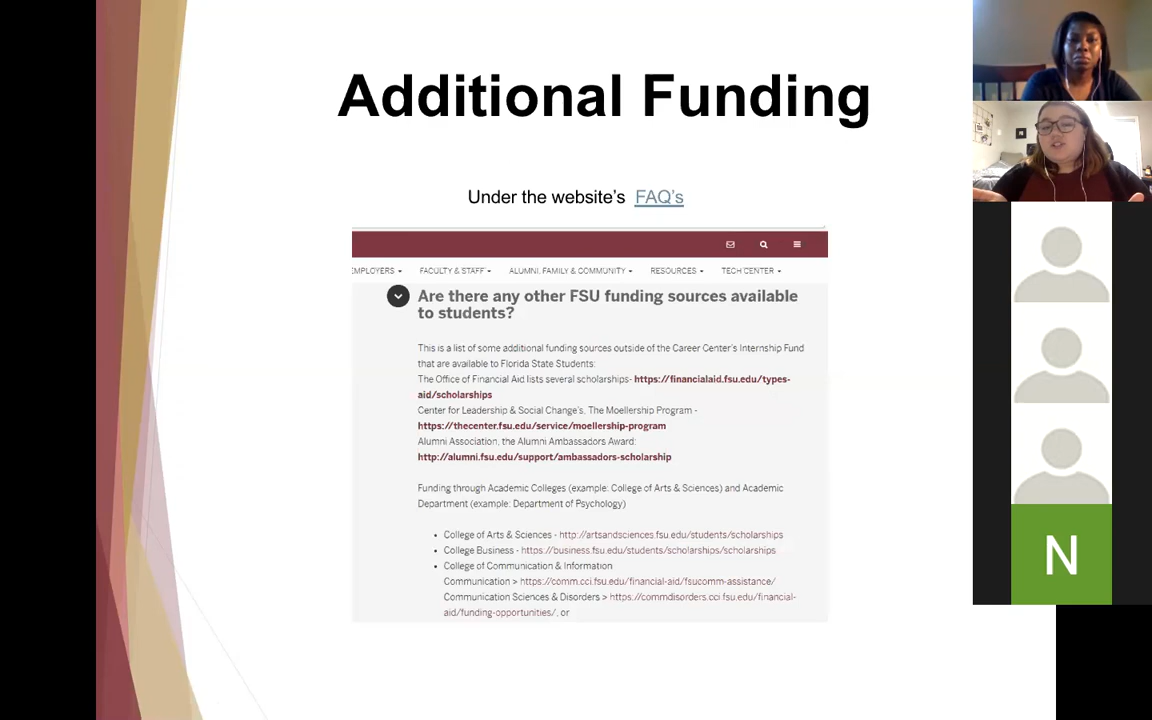 Additional Funding
Under the website's FAQ's
EMPLOYERS FACULTY & STAFF ALUMNI, FAMILY & COMMUNITY RESOURCES TECH CENTER
Are there any other FSU funding sources available
to students?
This is a list of some additional funding sources outside of the Career Center's Internship Fund
that are available to Florida State Students:
The Office of Financial Aid lists several scholarships- https://financialaid.fsu.edu/types-
aid/scholarships
Center for Leadership & Social Change's, The Moellership Program -
https://thecenter.fsu.edu/service/moellership-program
Alumni Association, the Alumni Ambassadors Award:
http://alumni.fsu.edu/support/ambassadors-scholarship
Funding through Academic Colleges (example: College of Arts & Sciences) and Academic
Department (example: Department of Psychology)
• College of Arts & Sciences - http://artsandsciences.fsu.edu/students/scholarships
• College Business - https://business.fsu.edu/students/scholarships/scholarships
• College of Communication & Information
Communication > https://comm.cci.fsu.edu/financial-aid/fsucomm-assistance/
Communication Sciences & Disorders > https://commdisorders.cci.fsu.edu/financial-
aid/funding-opportunities/, or
N